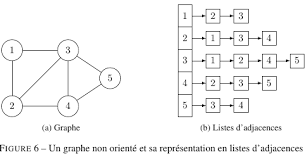 1
3
5
2
4
(a) Graphe
1 2 3
2 1 3 4
3 1 2 4 5
4 2 3 5
5 3 4
(b) Listes d'adjacences
FIGURE 6 – Un graphe non orienté et sa représentation en listes d'adjacences